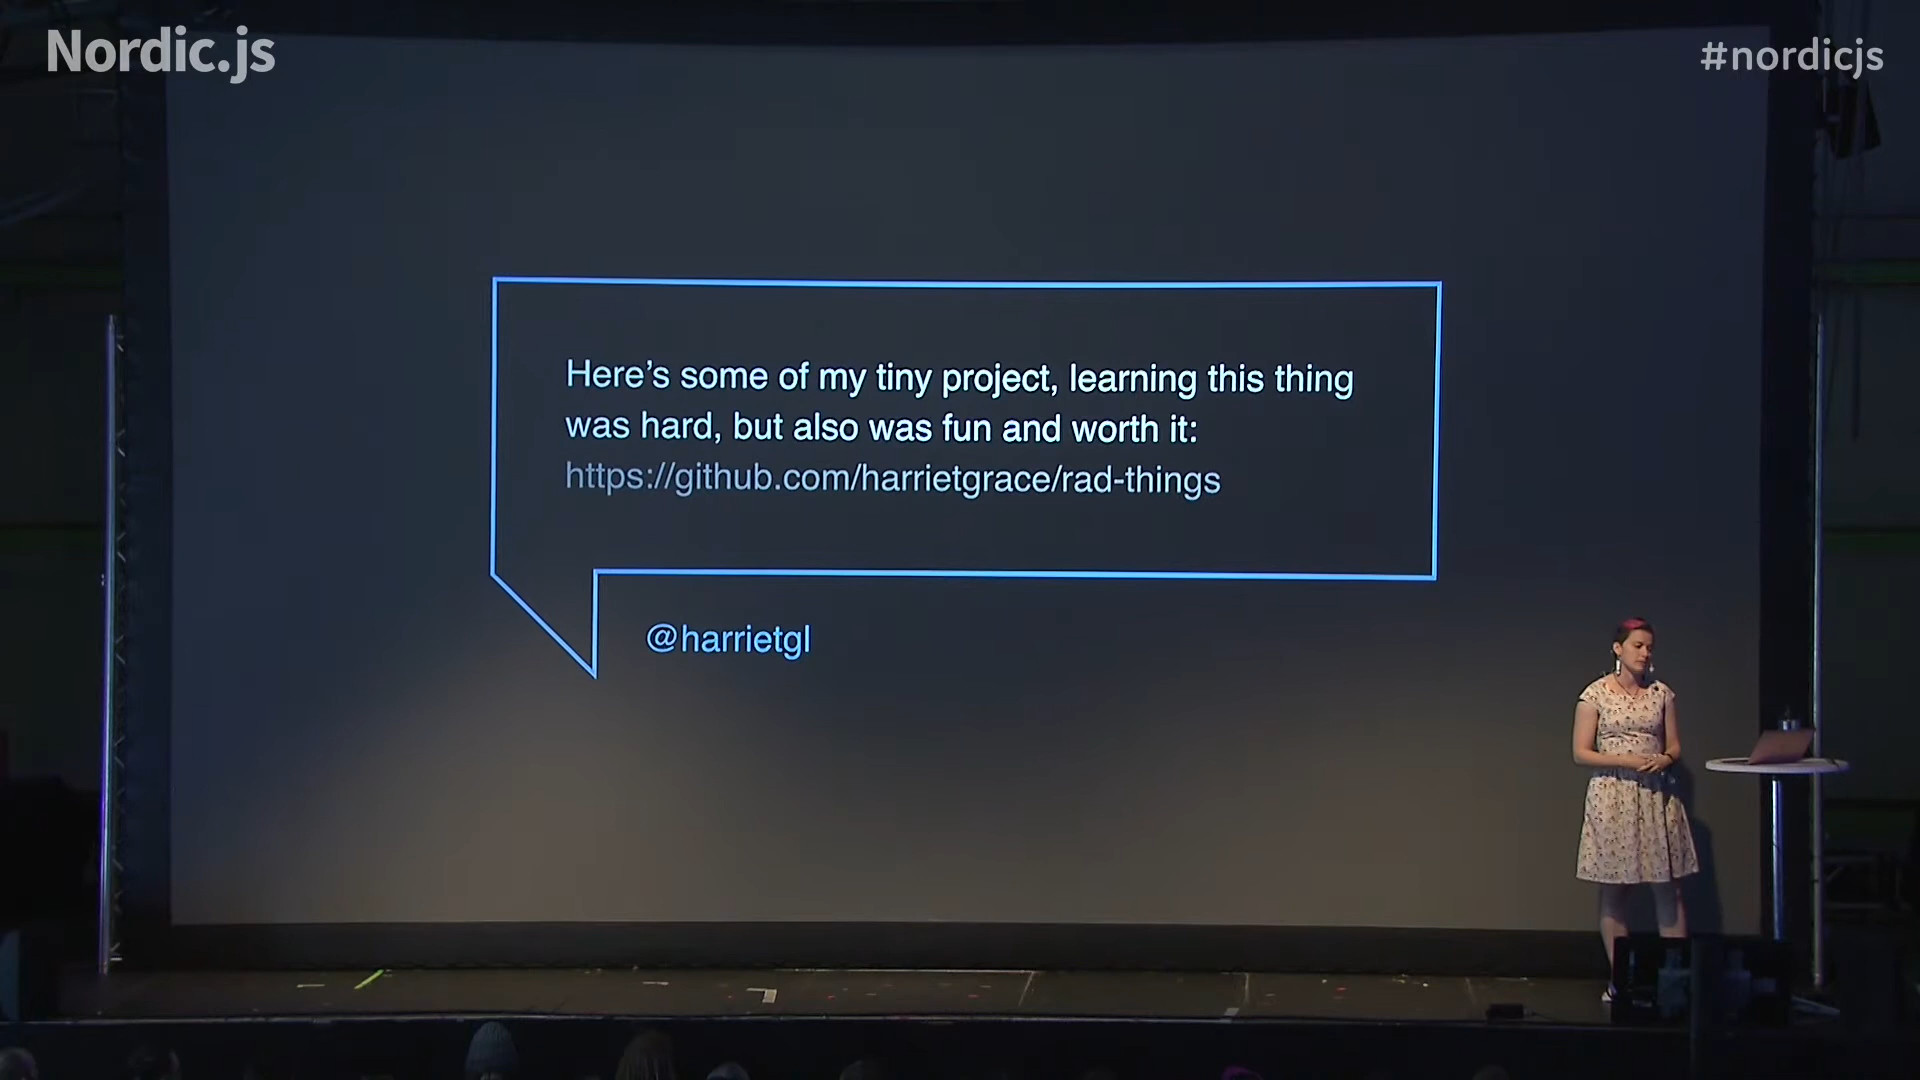 Nordic.js
#nordicjs
Here’s some of my tiny project, learning this thing
was hard, but also was fun and worth it:
https://github.com/harrietgrace/rad-things
@harrietgl